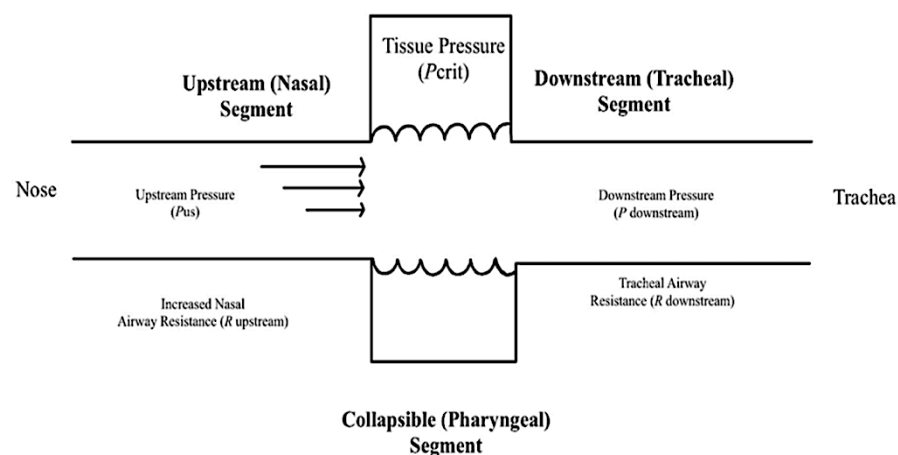 Tissue Pressure
(Pcrit)
Upstream (Nasal)
Segment
Downstream (Tracheal)
Segment
Nose
Upstream Pressure
(Pus)
Downstream Pressure
(P downstream)
Trachea
Increased Nasal
Airway Resistance (R upstream)
Tracheal Airway
Resistance (R downstream)
Collapsible (Pharyngeal)
Segment